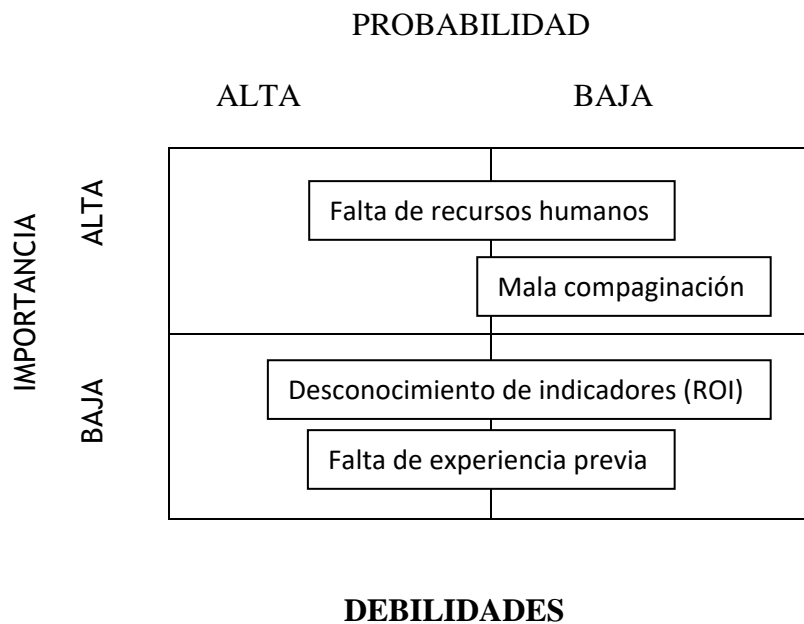 PROBABILIDAD
ALTA BAJA
IMPORTANCIA
ALTA
Falta de recursos humanos
Mala compaginación
BAJA
Desconocimiento de indicadores (ROI)
Falta de experiencia previa
DEBILIDADES